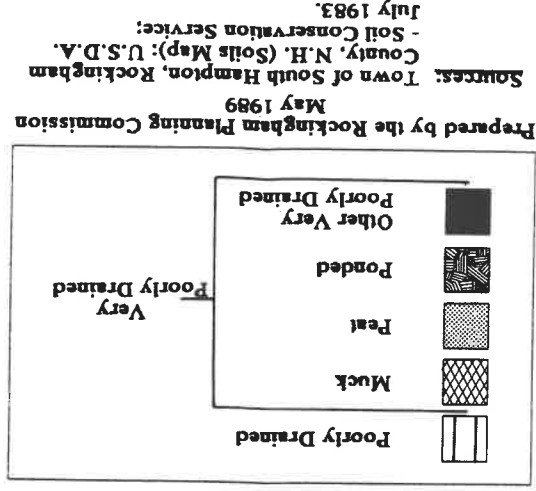 Poorly Drained
Muck
Peat
Ponded
Other Very
Poorly Drained
Very
Poorly Drained
Prepared by the Rockingham Planning Commission
May 1989
Sources: Town of South Hampton, Rockingham
County, N.H. (Soils Map); U.S.D.A.
- Soil Conservation Service;
July 1983.